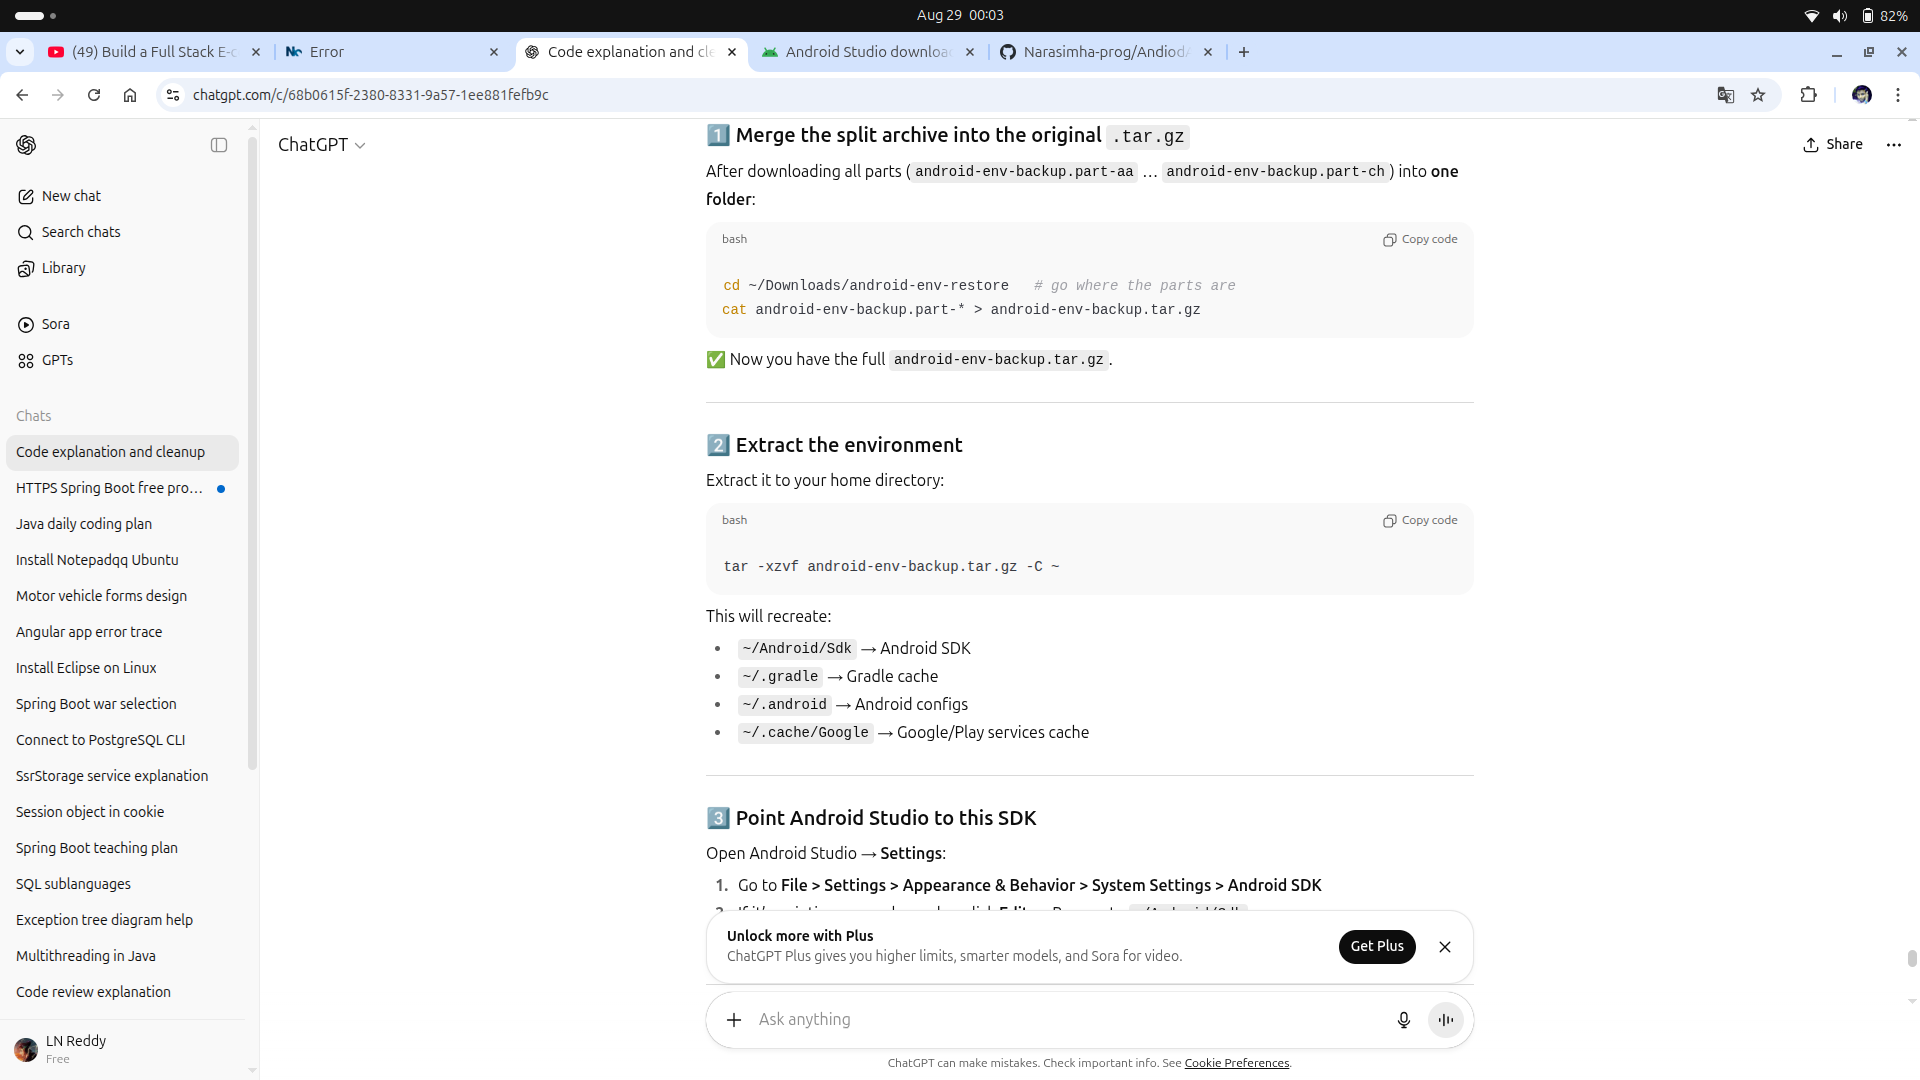 Aug 29 00:03
82%
(49) Build a Full Stack E-c
Error
Code explanation and cle
Android Studio downloa
Narasimha-prog/Andiod
chatgpt.com/c/68b0615f-2380-8331-9a57-1ee881fefb9c
ChatGPT
Share
New chat
Search chats
Library
Sora
GPTs
Chats
Code explanation and cleanup
HTTPS Spring Boot free pro...
Java daily coding plan
Install Notepadqq Ubuntu
Motor vehicle forms design
Angular app error trace
Install Eclipse on Linux
Spring Boot war selection
Connect to PostgreSQL CLI
SsrStorage service explanation
Session object in cookie
Spring Boot teaching plan
SQL sublanguages
Exception tree diagram help
Multithreading in Java
Code review explanation
LN Reddy
Free
1 Merge the split archive into the original .tar.gz
After downloading all parts (android-env-backup.part-aa … android-env-backup.part-ch) into one
folder:
bash
Copy code
cd ~/Downloads/android-env-restore # go where the parts are
cat android-env-backup.part-* > android-env-backup.tar.gz
✅ Now you have the full android-env-backup.tar.gz.
2 Extract the environment
Extract it to your home directory:
bash
Copy code
tar -xzvf android-env-backup.tar.gz -C ~
This will recreate:
• ~/Android/Sdk → Android SDK
• ~/.gradle → Gradle cache
• ~/.android → Android configs
• ~/.cache/Google → Google/Play services cache
3 Point Android Studio to this SDK
Open Android Studio → Settings:
1. Go to File > Settings > Appearance & Behavior > System Settings > Android SDK
Unlock more with Plus
ChatGPT Plus gives you higher limits, smarter models, and Sora for video.
Get Plus
Ask anything
ChatGPT can make mistakes. Check important info. See Cookie Preferences.